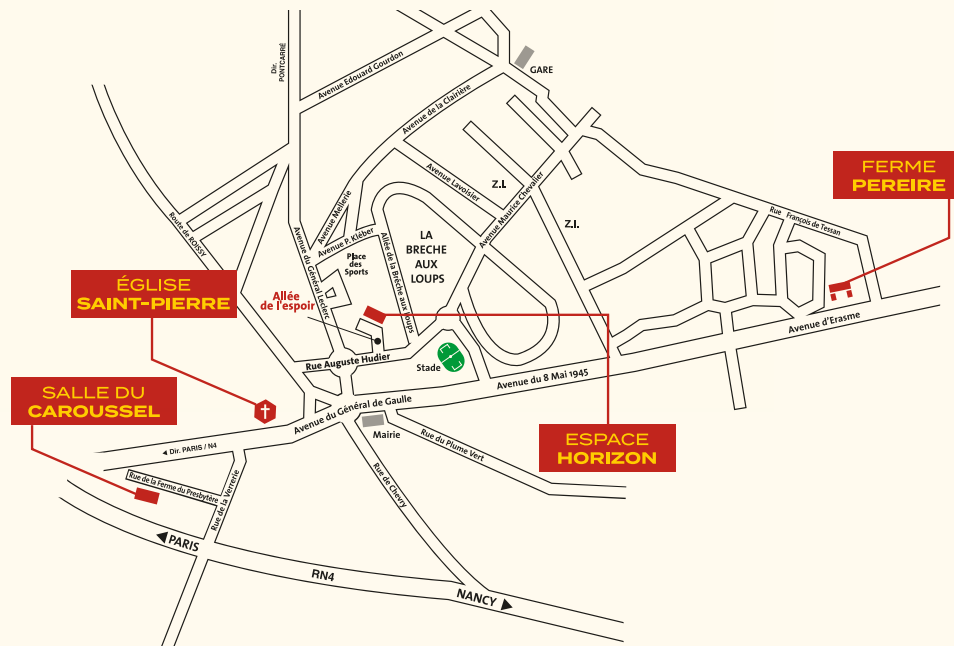 Dir.
PONTCARRÉ
Avenue Edouard Gourdon
GARE
Avenue de la Clairière
Z.I.
Avenue Lavoisier
Avenue Maurice Chevalier
Z.I.
FERME
PEREIRE
Rue François de Tessan
Route de ROISSY
Avenue Mellerie
Avenue P. Kléber
Avenue du Général Leclerc
Place
des
Sports
Allée de la Brèche aux loups
LA
BRECHE
AUX
LOUPS
ÉGLISE
SAINT-PIERRE
Allée
de l'espoir
Avenue d'Erasme
Rue Auguste Hudier
Stade
Avenue du 8 Mai 1945
SALLE DU
CAROUSSEL
Avenue du Général de Gaulle
Mairie
Rue du Plume Vert
ESPACE
HORIZON
Dir. PARIS / N4
Rue de la Ferme du Presbytère
Rue de la Verrerie
Rue de Chevry
PARIS
RN4
NANCY